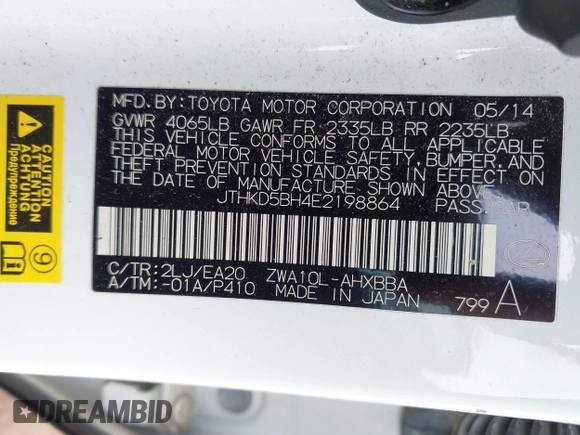 MFD.BY:TOYOTA MOTOR CORPORATION 05/14
GVWR 4065LB GAWR FR 2335LB RR 2235LB
THIS VEHICLE CONFORMS TO ALL APPLICABLE
FEDERAL MOTOR VEHICLE SAFETY,BUMPER,AND
THEFT PREVENTION STANDARDS IN EFFECT ON
THE DATE OF MANUFACTURE SHOWN ABOVE.
JTHKD5BH4E2198864 PASS.CAR
C/TR:2LJ/EA20 ZWA10L-AHXBBA
A/TM:-01A/P410 MADE IN JAPAN 799 A
CAUTION
ATTENTION
Предупреждение
9
DREAMBID